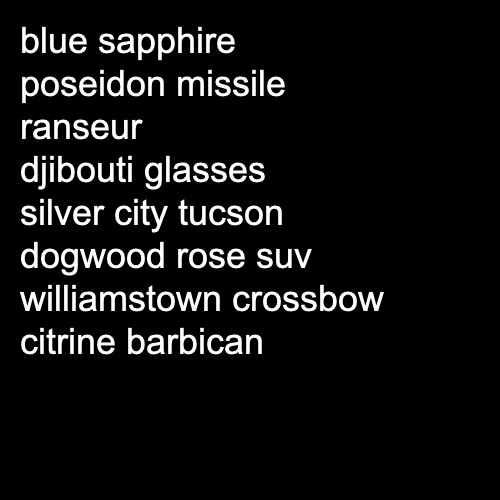 blue sapphire
poseidon missile
ranseur
djibouti glasses
silver city tucson
dogwood rose suv
williamstown crossbow
citrine barbican